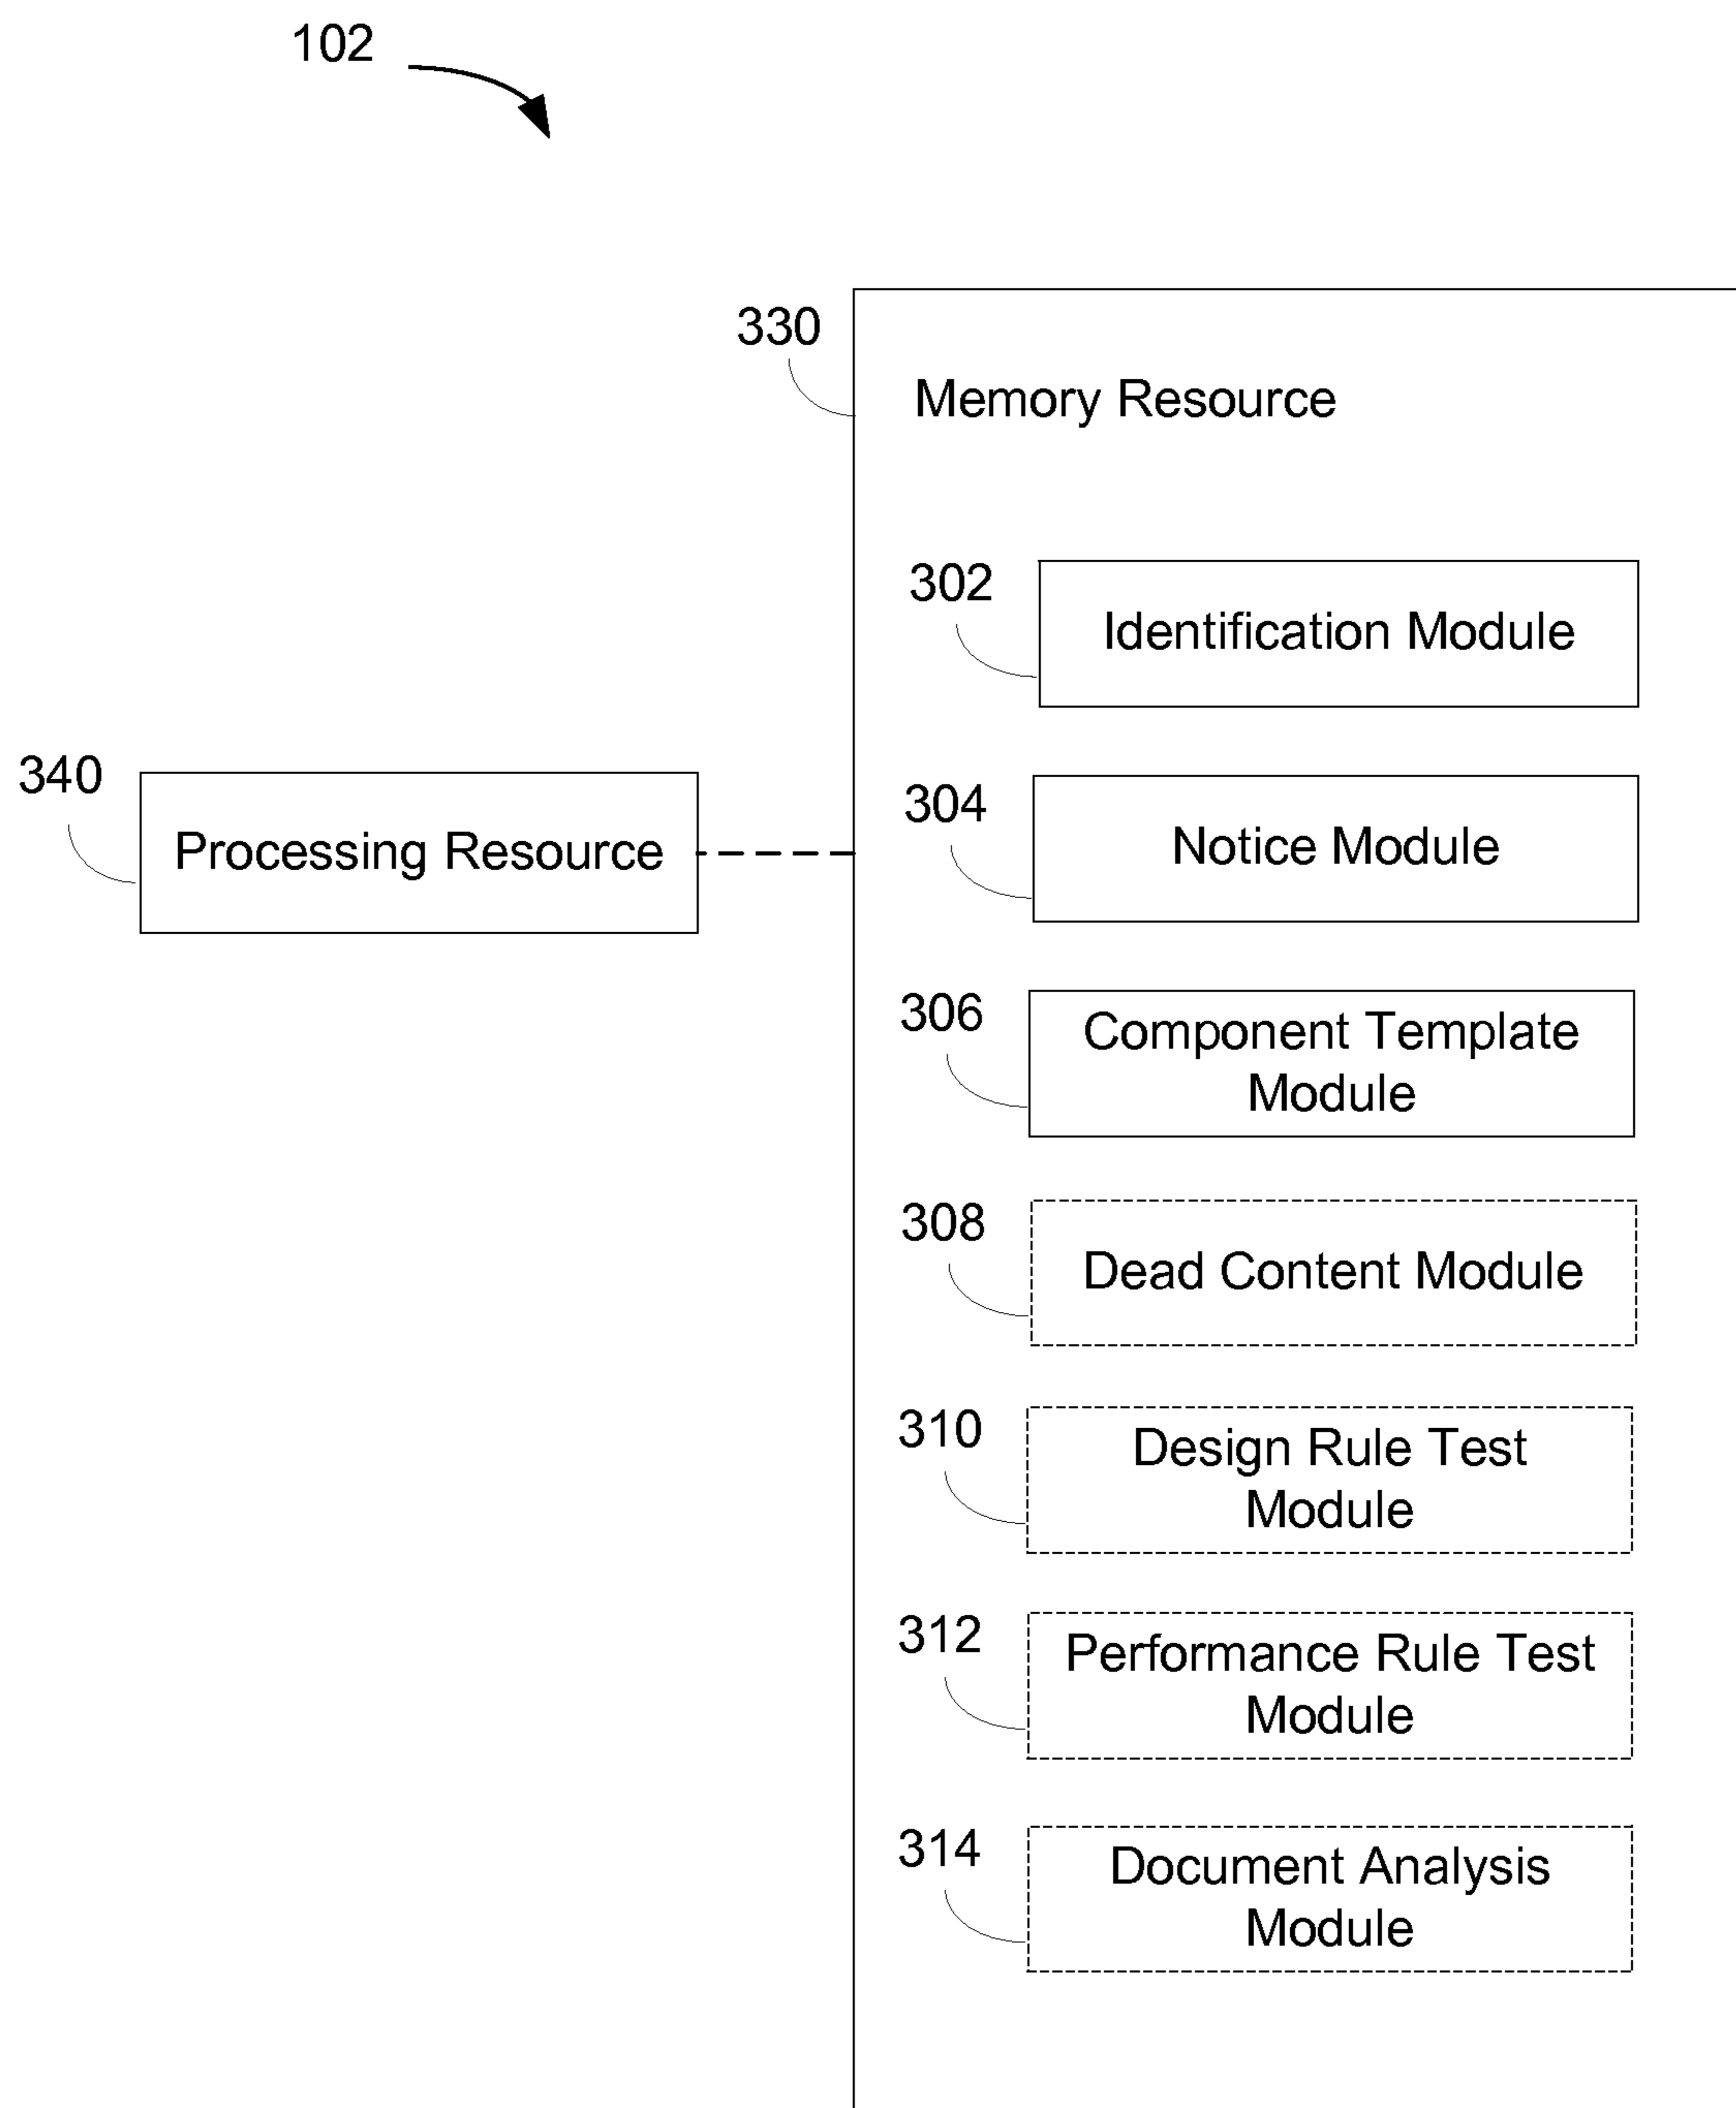 102
330
Memory Resource
302
Identification Module
340
Processing Resource
304
Notice Module
306
Component Template
Module
308
Dead Content Module
310
Design Rule Test
Module
312
Performance Rule Test
Module
314
Document Analysis
Module